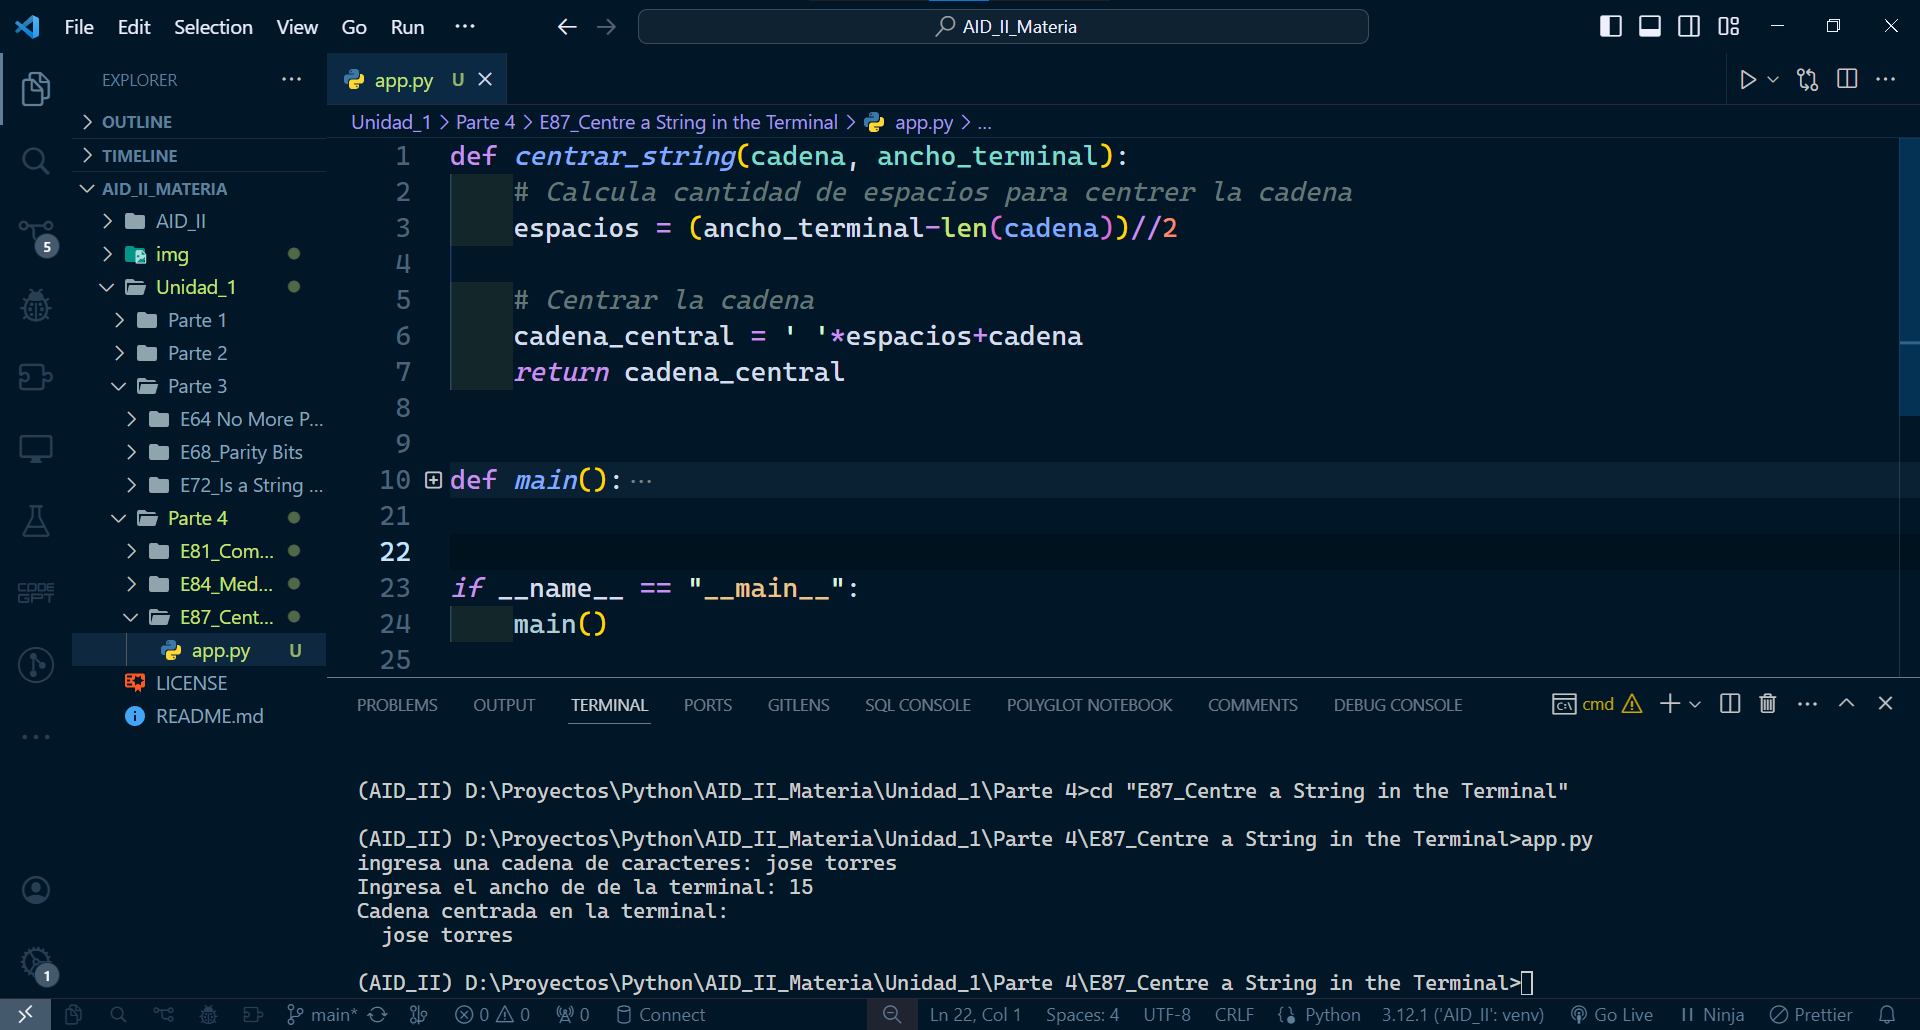 File Edit Selection View Go Run ··· AID_II_Materia
EXPLORER ···
OUTLINE
TIMELINE
AID_II_MATERIA
AID_II
img
Unidad_1
Parte 1
Parte 2
Parte 3
E64 No More P...
E68_Parity Bits
E72_Is a String ...
Parte 4
E81_Com...
E84_Med...
E87_Cent...
app.py U
LICENSE
README.md
5
CODE
GPT
1
app.py U
Unidad_1 > Parte 4 > E87_Centre a String in the Terminal > app.py > ...
1 def centrar_string(cadena, ancho_terminal):
2 # Calcula cantidad de espacios para centrer la cadena
3 espacios = (ancho_terminal-len(cadena))//2
4
5 # Centrar la cadena
6 cadena_central = ' '*espacios+cadena
7 return cadena_central
8
9
10 def main():···
21
22
23 if __name__ == "__main__":
24 main()
25
PROBLEMS OUTPUT TERMINAL PORTS GITLENS SQL CONSOLE POLYGLOT NOTEBOOK COMMENTS DEBUG CONSOLE cmd
(AID_II) D:\Proyectos\Python\AID_II_Materia\Unidad_1\Parte 4>cd "E87_Centre a String in the Terminal"
(AID_II) D:\Proyectos\Python\AID_II_Materia\Unidad_1\Parte 4\E87_Centre a String in the Terminal>app.py
ingresa una cadena de caracteres: jose torres
Ingresa el ancho de de la terminal: 15
Cadena centrada en la terminal:
jose torres
(AID_II) D:\Proyectos\Python\AID_II_Materia\Unidad_1\Parte 4\E87_Centre a String in the Terminal>
main* 0 0 0 Connect Ln 22, Col 1 Spaces: 4 UTF-8 CRLF Python 3.12.1 ('AID_II': venv) Go Live Ninja Prettier